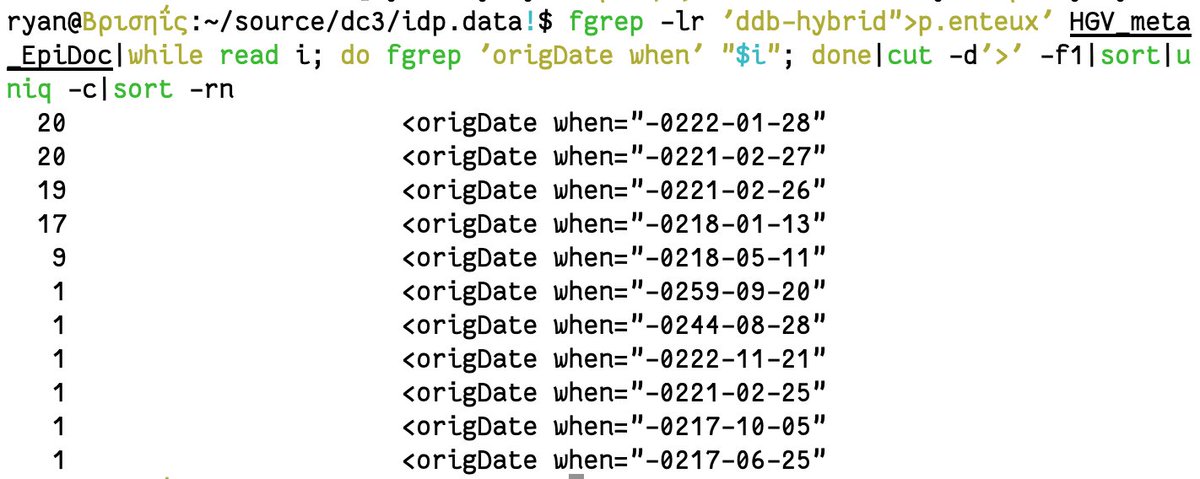 ryan@Βρισηΐς:~/source/dc3/idp.data!$ fgrep -lr 'ddb-hybrid">p.enteux' HGV_meta
_EpiDoc|while read i; do fgrep 'origDate when' "$i"; done|cut -d'>' -f1|sort|u
niq -c|sort -rn
20 <origDate when="-0222-01-28"
20 <origDate when="-0221-02-27"
19 <origDate when="-0221-02-26"
17 <origDate when="-0218-01-13"
9 <origDate when="-0218-05-11"
1 <origDate when="-0259-09-20"
1 <origDate when="-0244-08-28"
1 <origDate when="-0222-11-21"
1 <origDate when="-0221-02-25"
1 <origDate when="-0217-10-05"
1 <origDate when="-0217-06-25"